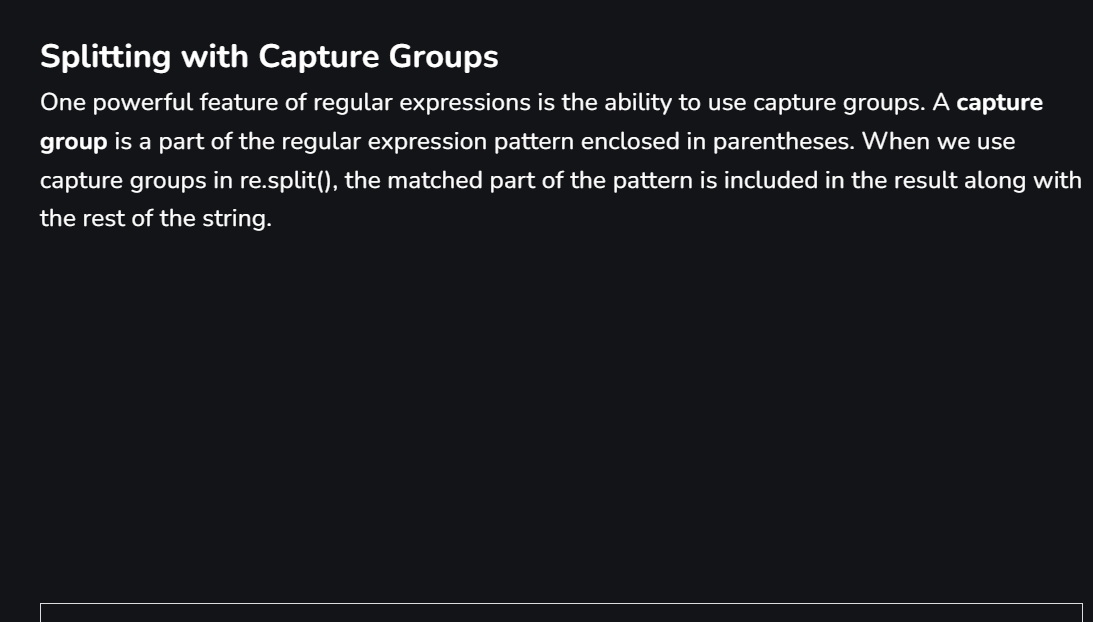 Splitting with Capture Groups
One powerful feature of regular expressions is the ability to use capture groups. A capture
group is a part of the regular expression pattern enclosed in parentheses. When we use
capture groups in re.split(), the matched part of the pattern is included in the result along with
the rest of the string.